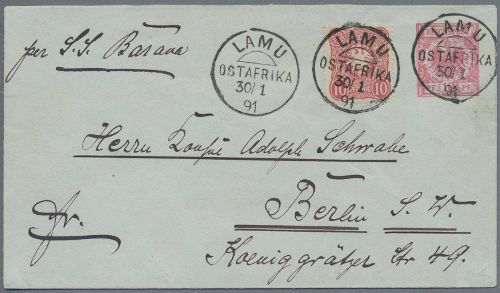 per S.S. Barawa
LAMU
OSTAFRIKA
30/1
91
LAMU
OSTAFRIKA
30/1
91
10 10
LAMU
OSTAFRIKA
30/1
91
Herrn Adolph Schwabe
Berlin S. W.
fr.
Koeniggrätzer Str 49.